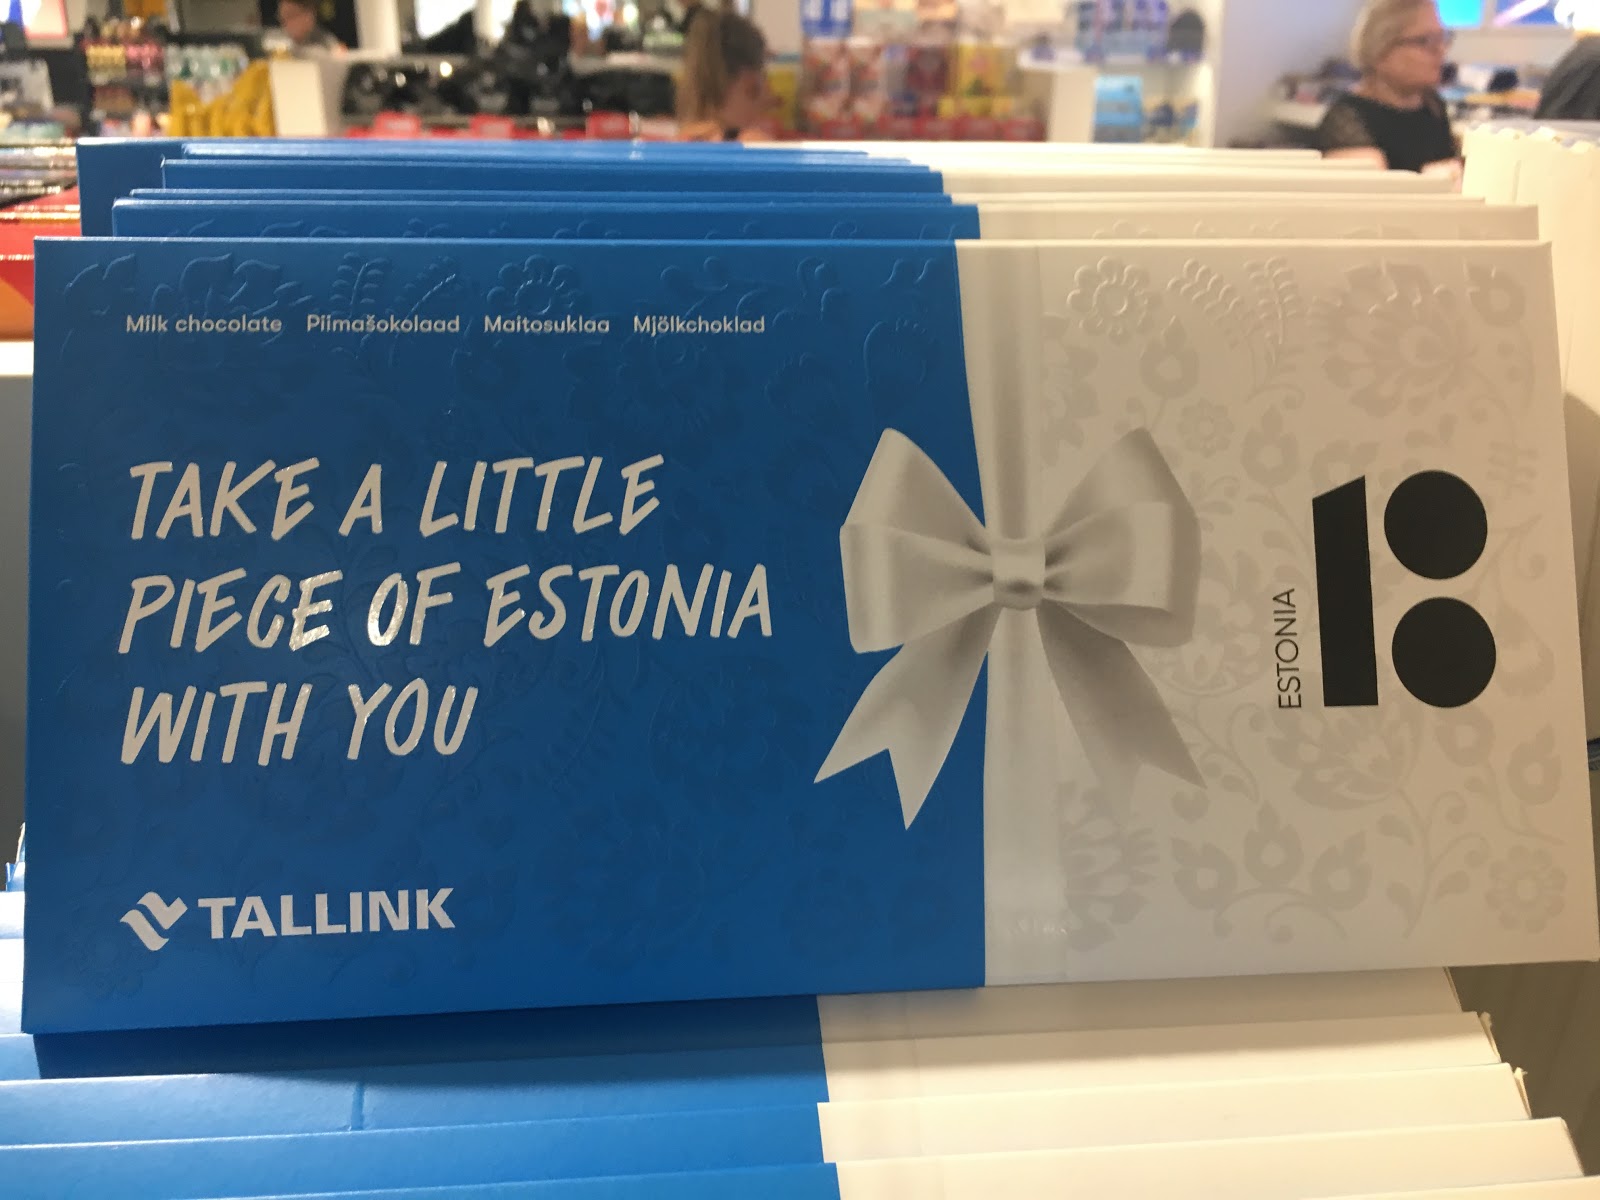 Milk chocolate Piimašokolaad Maitosuklaa Mjölkchoklad
TAKE A LITTLE
PIECE OF ESTONIA
WITH YOU
TALLINK
ESTONIA
100